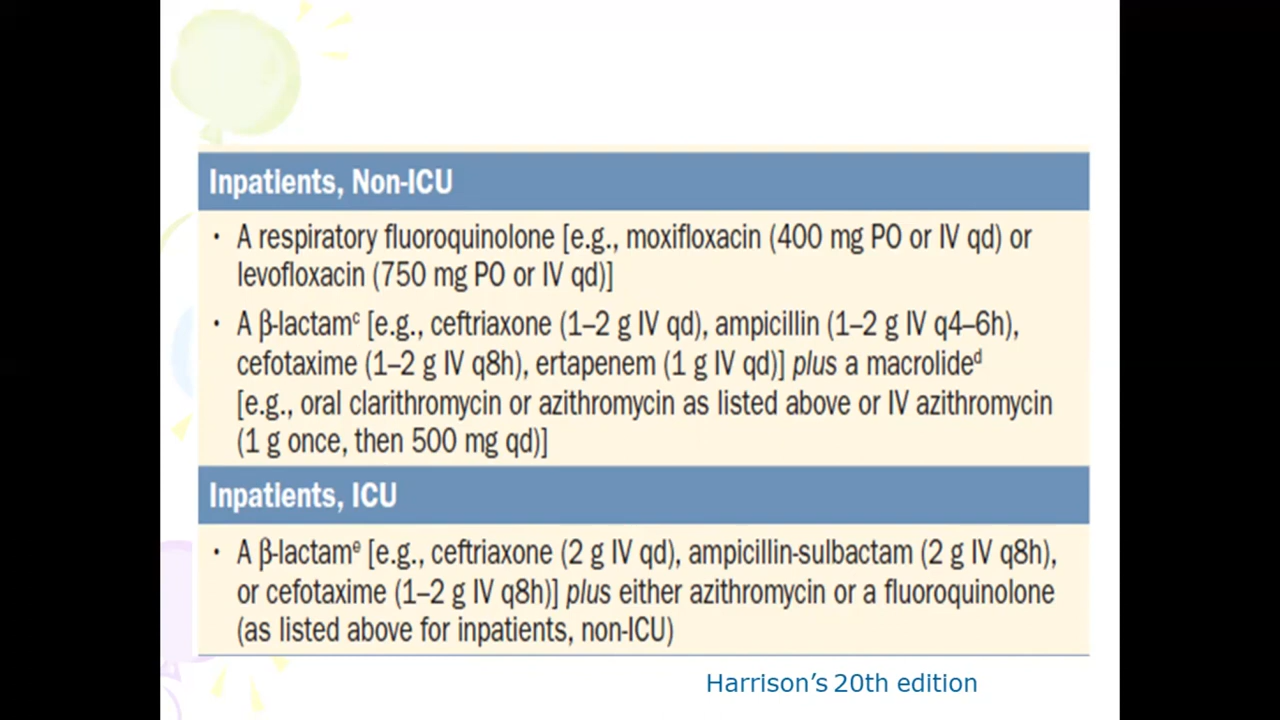 Inpatients, Non-ICU
• A respiratory fluoroquinolone [e.g., moxifloxacin (400 mg PO or IV qd) or
levofloxacin (750 mg PO or IV qd)]
• A β-lactamᶜ [e.g., ceftriaxone (1–2 g IV qd), ampicillin (1–2 g IV q4–6h),
cefotaxime (1–2 g IV q8h), ertapenem (1 g IV qd)] plus a macrolideᵈ
[e.g., oral clarithromycin or azithromycin as listed above or IV azithromycin
(1 g once, then 500 mg qd)]
Inpatients, ICU
• A β-lactamᵉ [e.g., ceftriaxone (2 g IV qd), ampicillin-sulbactam (2 g IV q8h),
or cefotaxime (1–2 g IV q8h)] plus either azithromycin or a fluoroquinolone
(as listed above for inpatients, non-ICU)
Harrison’s 20th edition